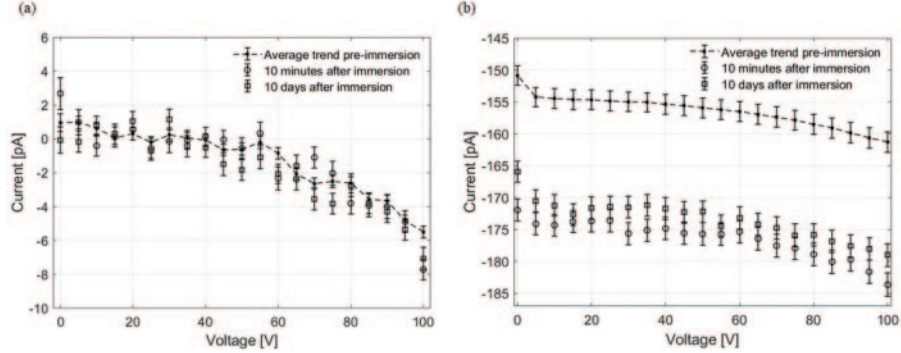 (a)
6
4
2
0
-2
-4
-6
-8
-10
Current [pA]
Average trend pre-immersion
10 minutes after immersion
10 days after immersion
0 20 40 60 80 100
Voltage [V]
(b)
-145
-150
-155
-160
-165
-170
-175
-180
-185
Current [pA]
Average trend pre-immersion
10 minutes after immersion
10 days after immersion
0 20 40 60 80 100
Voltage [V]